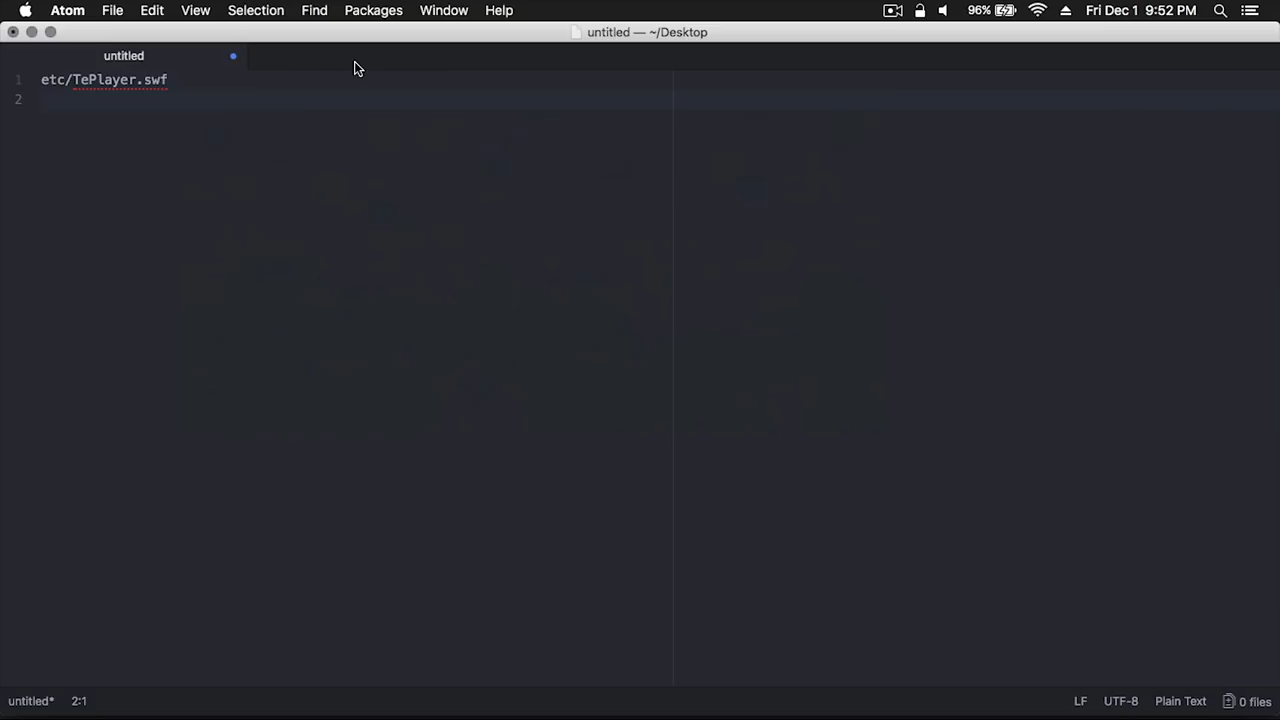 Atom File Edit View Selection Find Packages Window Help 96% Fri Dec 1 9:52 PM
untitled — ~/Desktop
untitled
1 etc/TePlayer.swf
2
untitled* 2:1 LF UTF-8 Plain Text 0 files